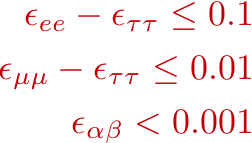 ϵ_{ee} − ϵ_{ττ} ≤ 0.1
ϵ_{μμ} − ϵ_{ττ} ≤ 0.01
ϵ_{αβ} < 0.001